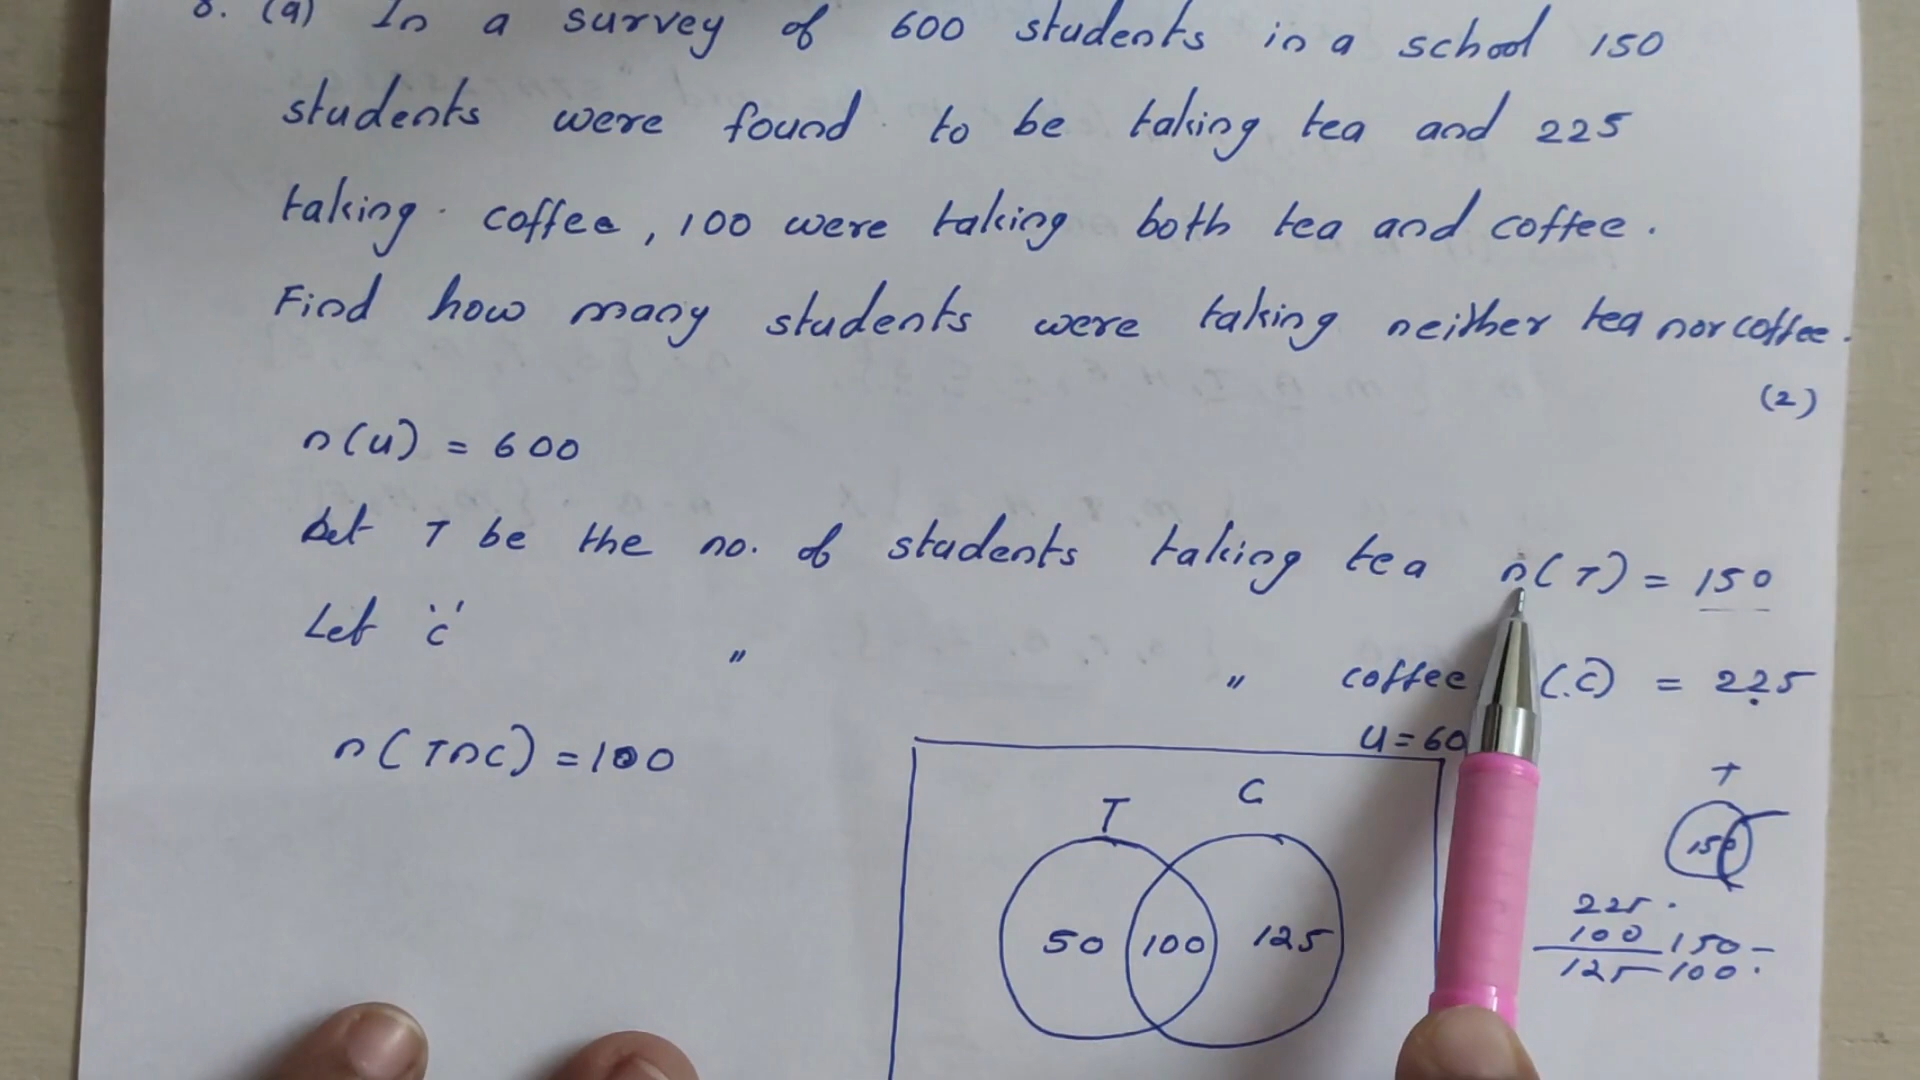 8. (a) In a survey of 600 students in a school 150
students were found to be taking tea and 225
taking coffee, 100 were taking both tea and coffee.
Find how many students were taking neither tea nor coffee.
(2)
n(U) = 600
Let T be the no. of students taking tea n(T) = 150
Let 'C' " " coffee (C) = 225
n(T∩C) = 100
U = 60
T C
50 100 125
T
150
225
100 150 -
125 100